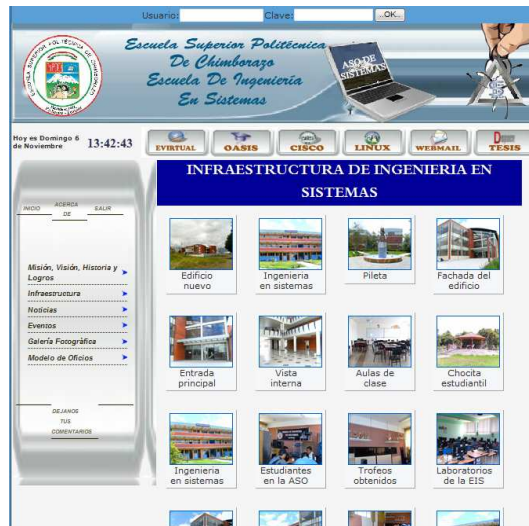 Usuario:
Clave:
..OK..
Escuela Superior Politécnica
De Chimborazo
Escuela De Ingeniería
En Sistemas
ASO DE
SISTEMAS
Hoy es Domingo 6
de Noviembre
13:42:43
EVIRTUAL
OASIS
CISCO
LINUX
WEBMAIL
TESIS
INFRAESTRUCTURA DE INGENIERIA EN
SISTEMAS
INICIO
ACERCA
DE
SALIR
Misión, Visión, Historia y
Logros
Infraestructura
Noticias
Eventos
Galería Fotográfica
Modelo de Oficios
DEJANOS
TUS
COMENTARIOS
Edificio
nuevo
Ingenieria
en sistemas
Pileta
Fachada del
edificio
Entrada
principal
Vista
interna
Aulas de
clase
Chocita
estudiantil
Ingenieria
en sistemas
Estudiantes
en la ASO
Trofeos
obtenidos
Laboratorios
de la EIS